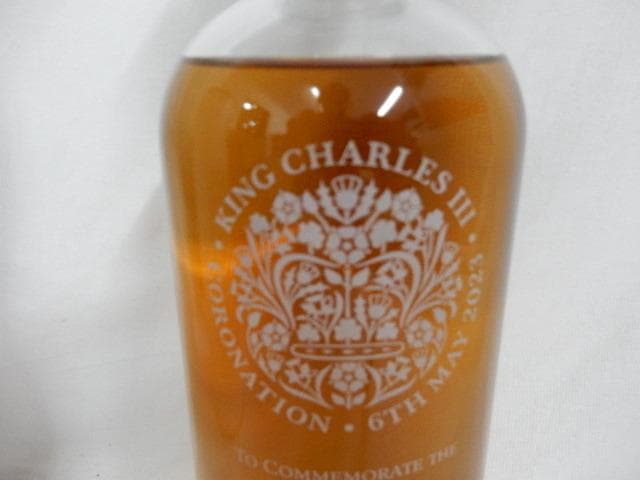 KING CHARLES III
• CORONATION • 6TH MAY 2023 •
TO COMMEMORATE THE